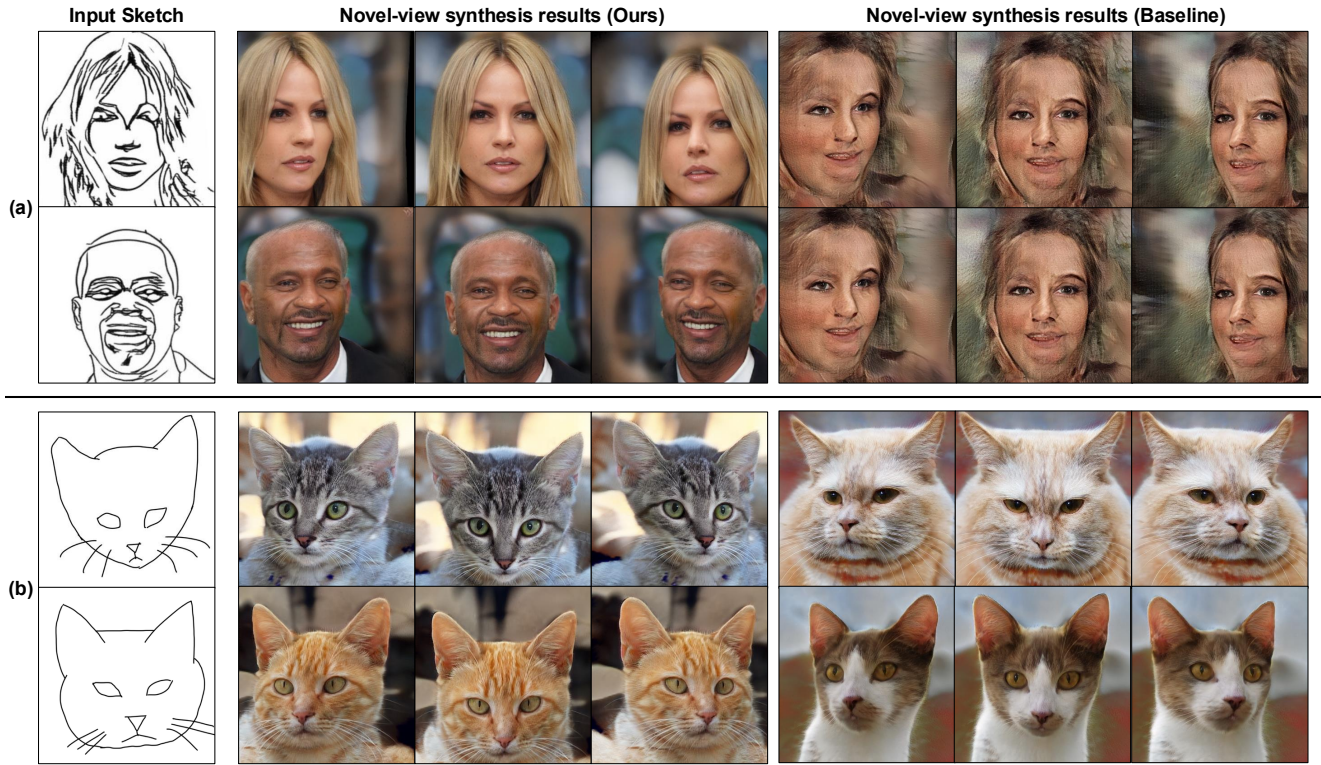 Input Sketch
Novel-view synthesis results (Ours)
Novel-view synthesis results (Baseline)
(a)
(b)